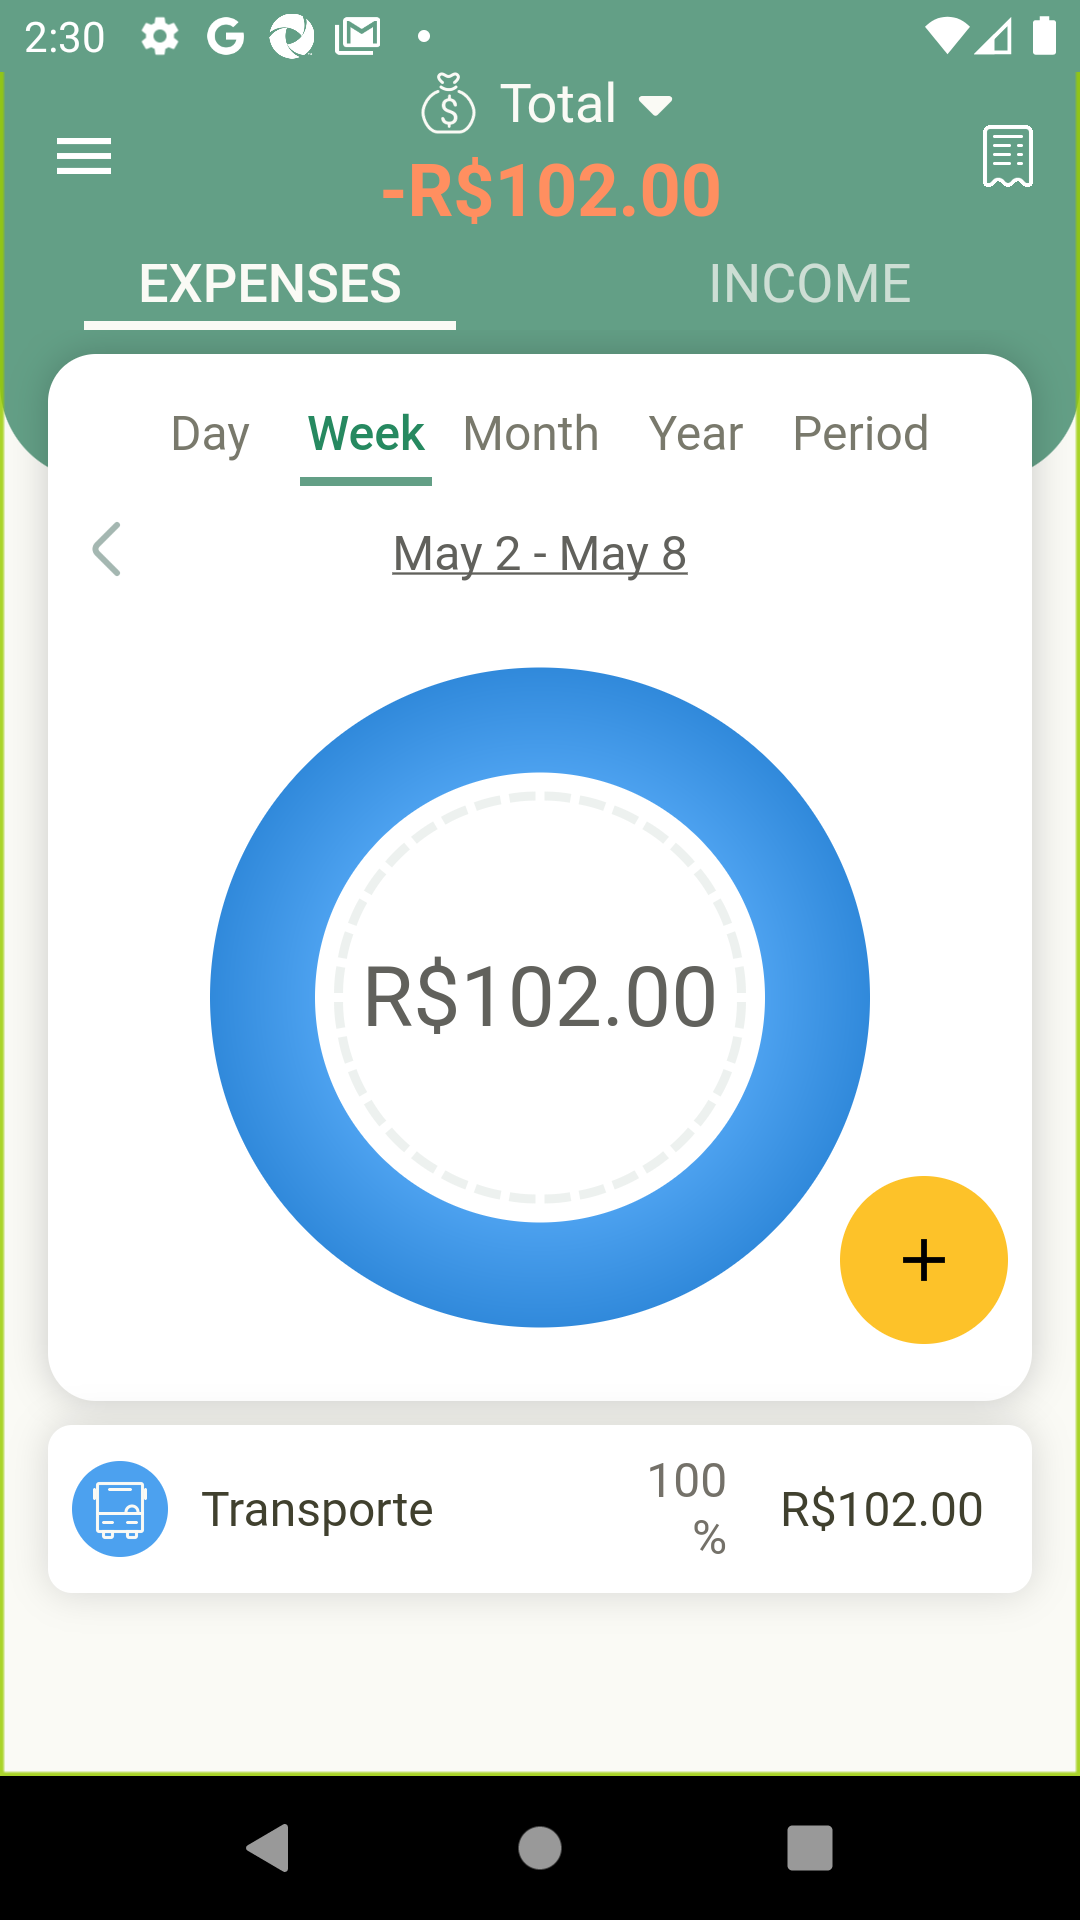 2:30
Total
-R$102.00
EXPENSES INCOME
Day Week Month Year Period
May 2 - May 8
R$102.00
+
Transporte 100 % R$102.00